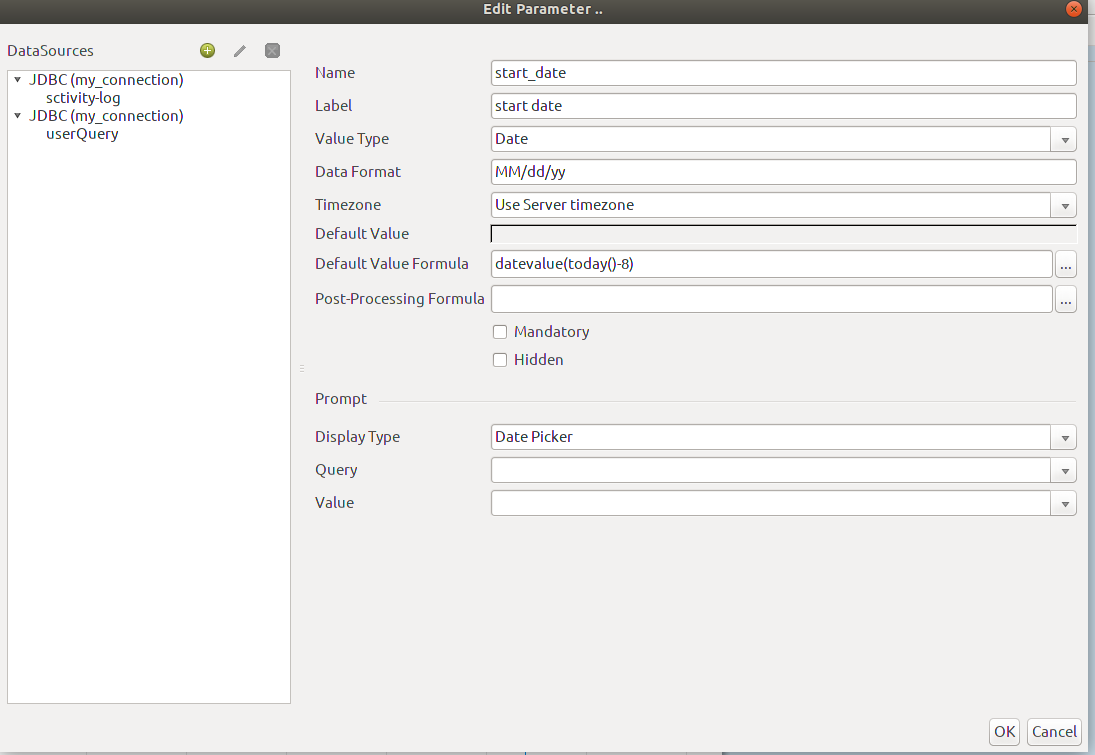 Edit Parameter ..
DataSources
JDBC (my_connection)
sctivity-log
JDBC (my_connection)
userQuery
Name
start_date
Label
start date
Value Type
Date
Data Format
MM/dd/yy
Timezone
Use Server timezone
Default Value
Default Value Formula
datevalue(today()-8)
...
Post-Processing Formula
...
Mandatory
Hidden
Prompt
Display Type
Date Picker
Query
Value
OK
Cancel